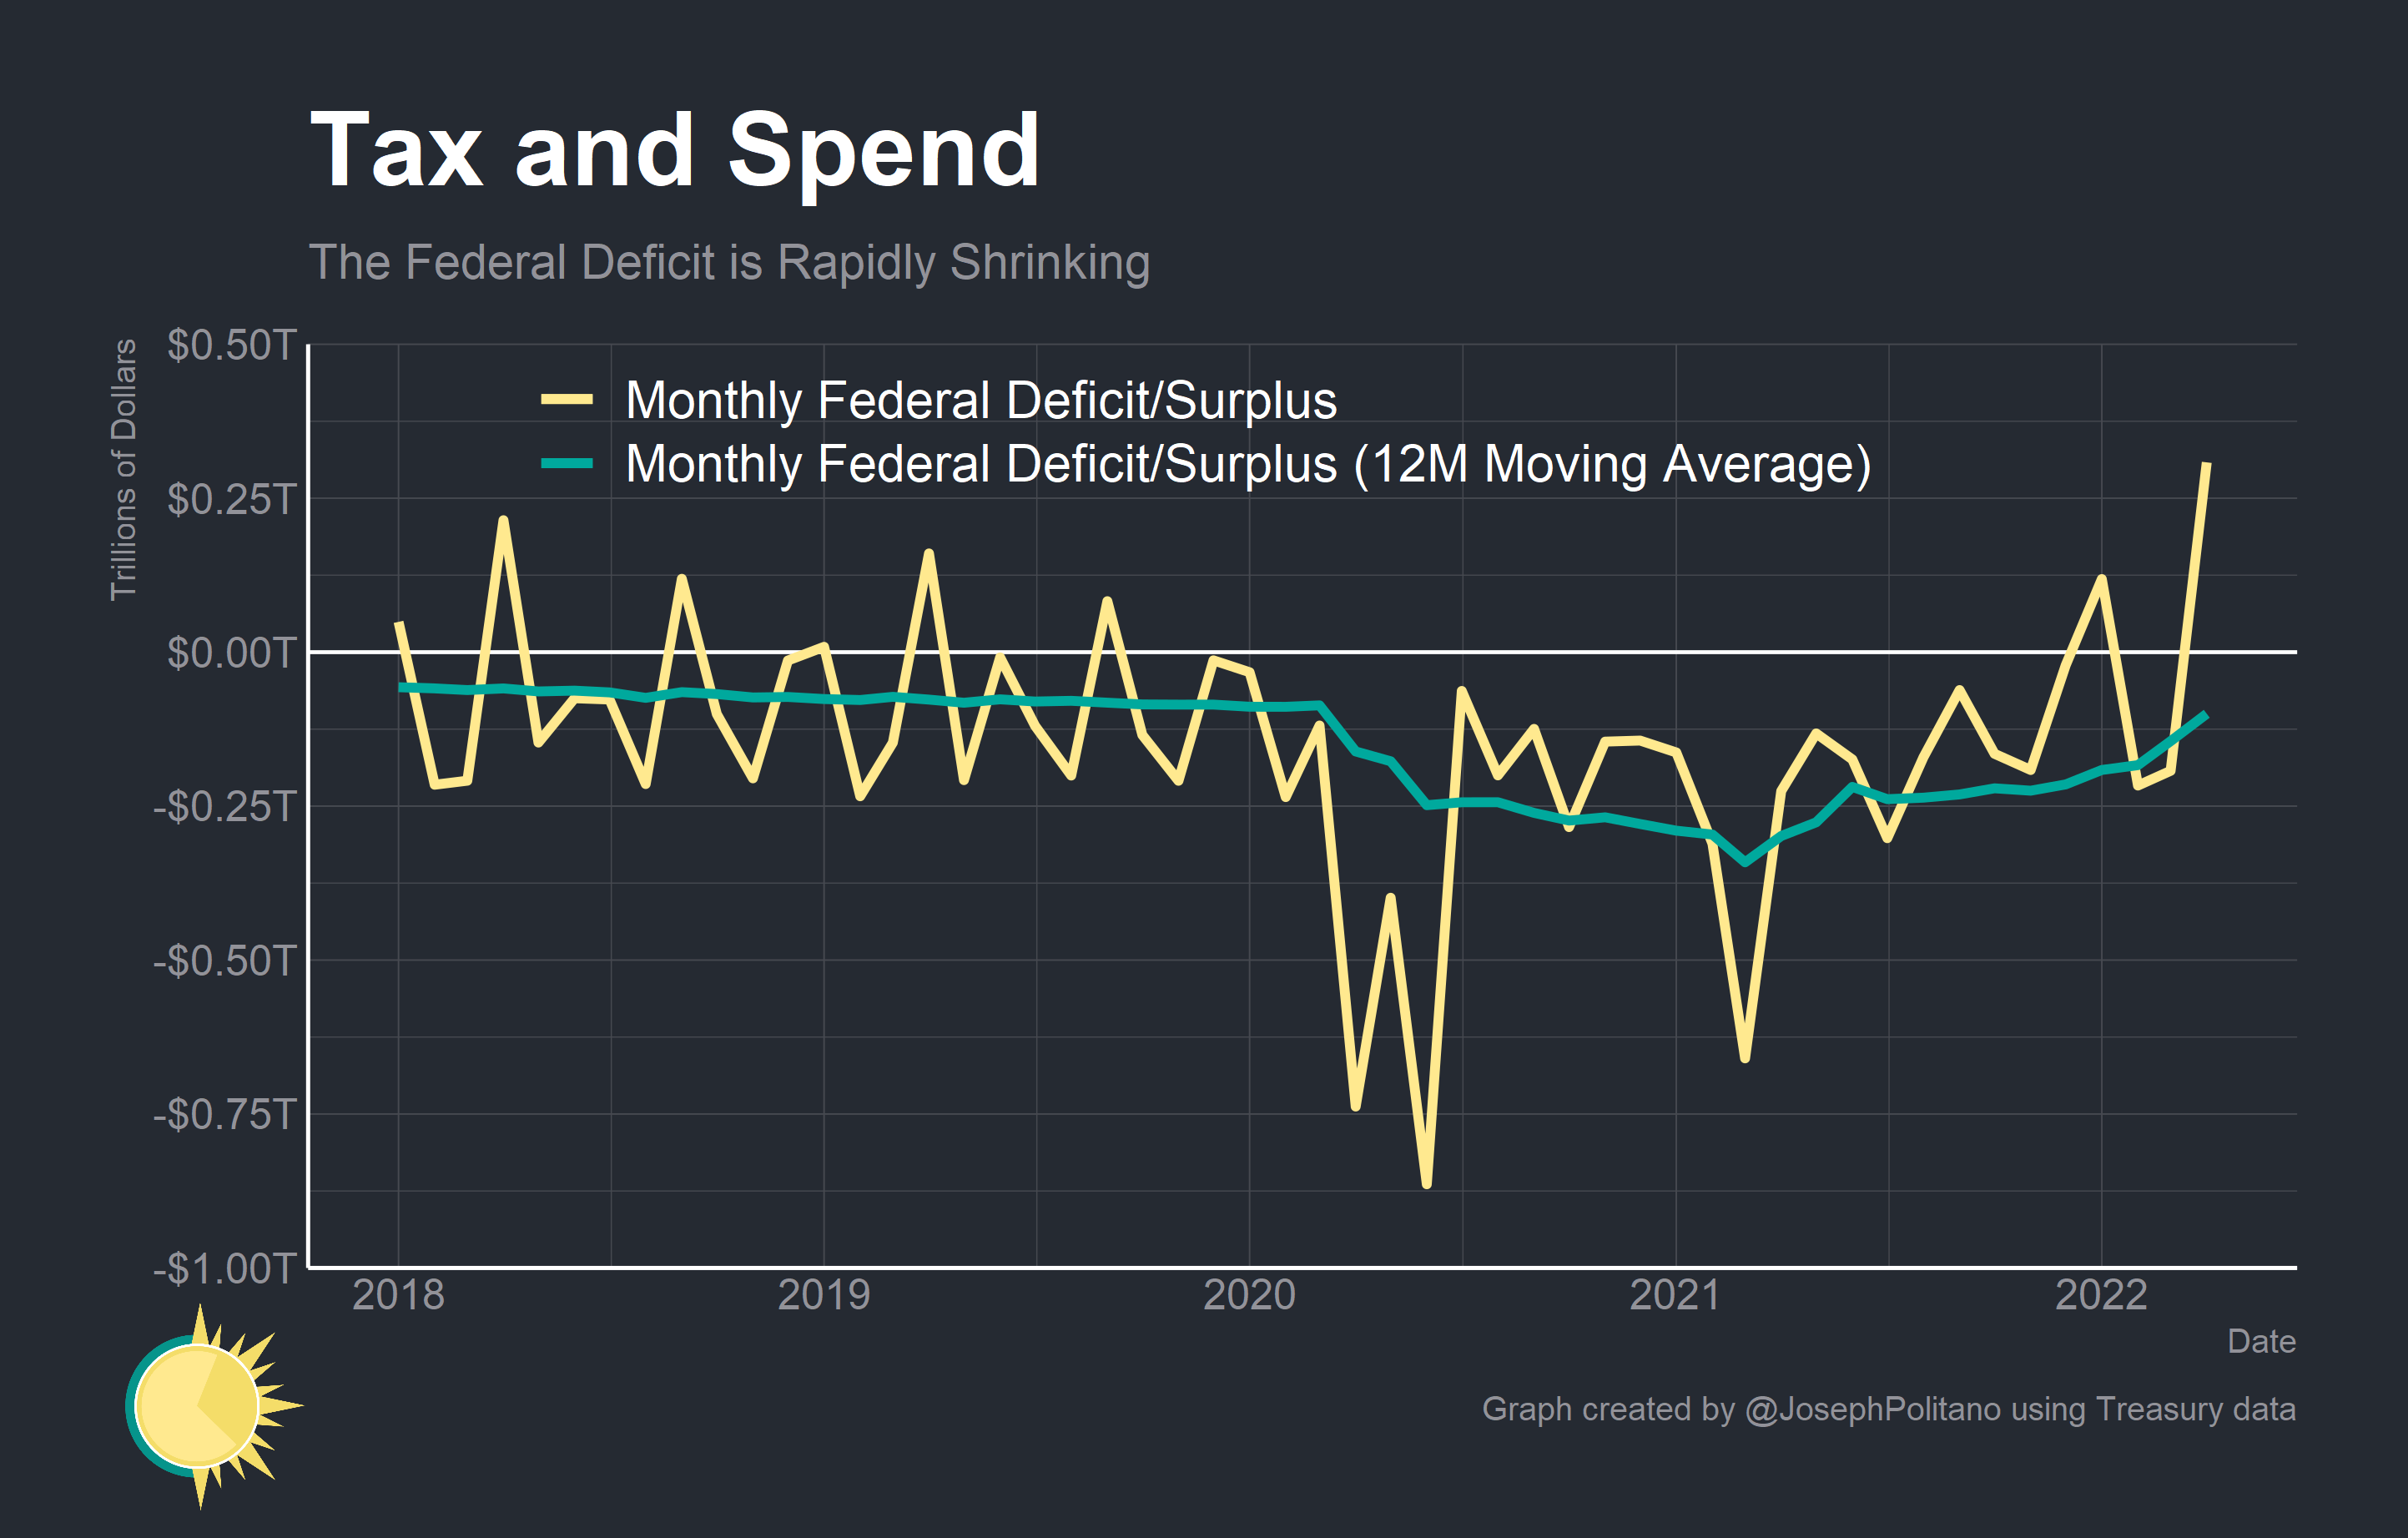 Tax and Spend
The Federal Deficit is Rapidly Shrinking
Trillions of Dollars
$0.50T
$0.25T
$0.00T
-$0.25T
-$0.50T
-$0.75T
-$1.00T
Monthly Federal Deficit/Surplus
Monthly Federal Deficit/Surplus (12M Moving Average)
2018 2019 2020 2021 2022
Date
Graph created by @JosephPolitano using Treasury data